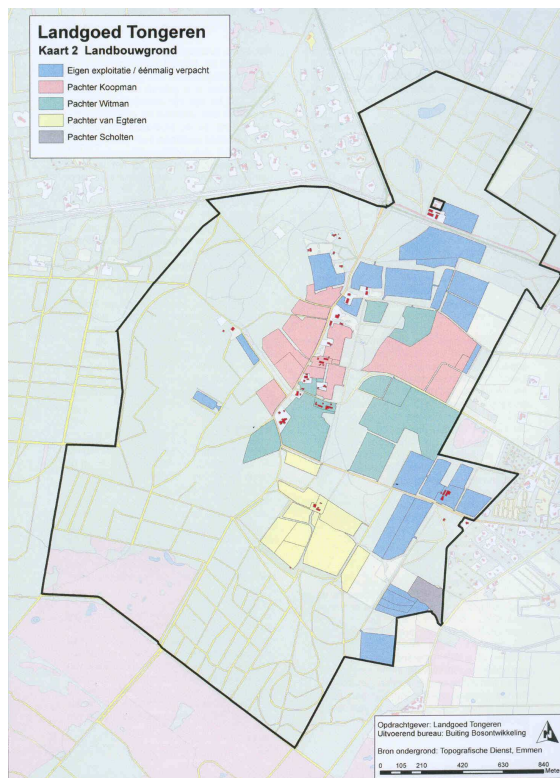 Landgoed Tongeren
Kaart 2 Landbouwgrond
Eigen exploitatie / éénmalig verpacht
Pachter Koopman
Pachter Witman
Pachter van Egteren
Pachter Scholten
Opdrachtgever: Landgoed Tongeren
Uitvoerend bureau: Buiting Bosontwikkeling
Bron ondergrond: Topografische Dienst, Emmen
0 105 210 420 630 840
Mete